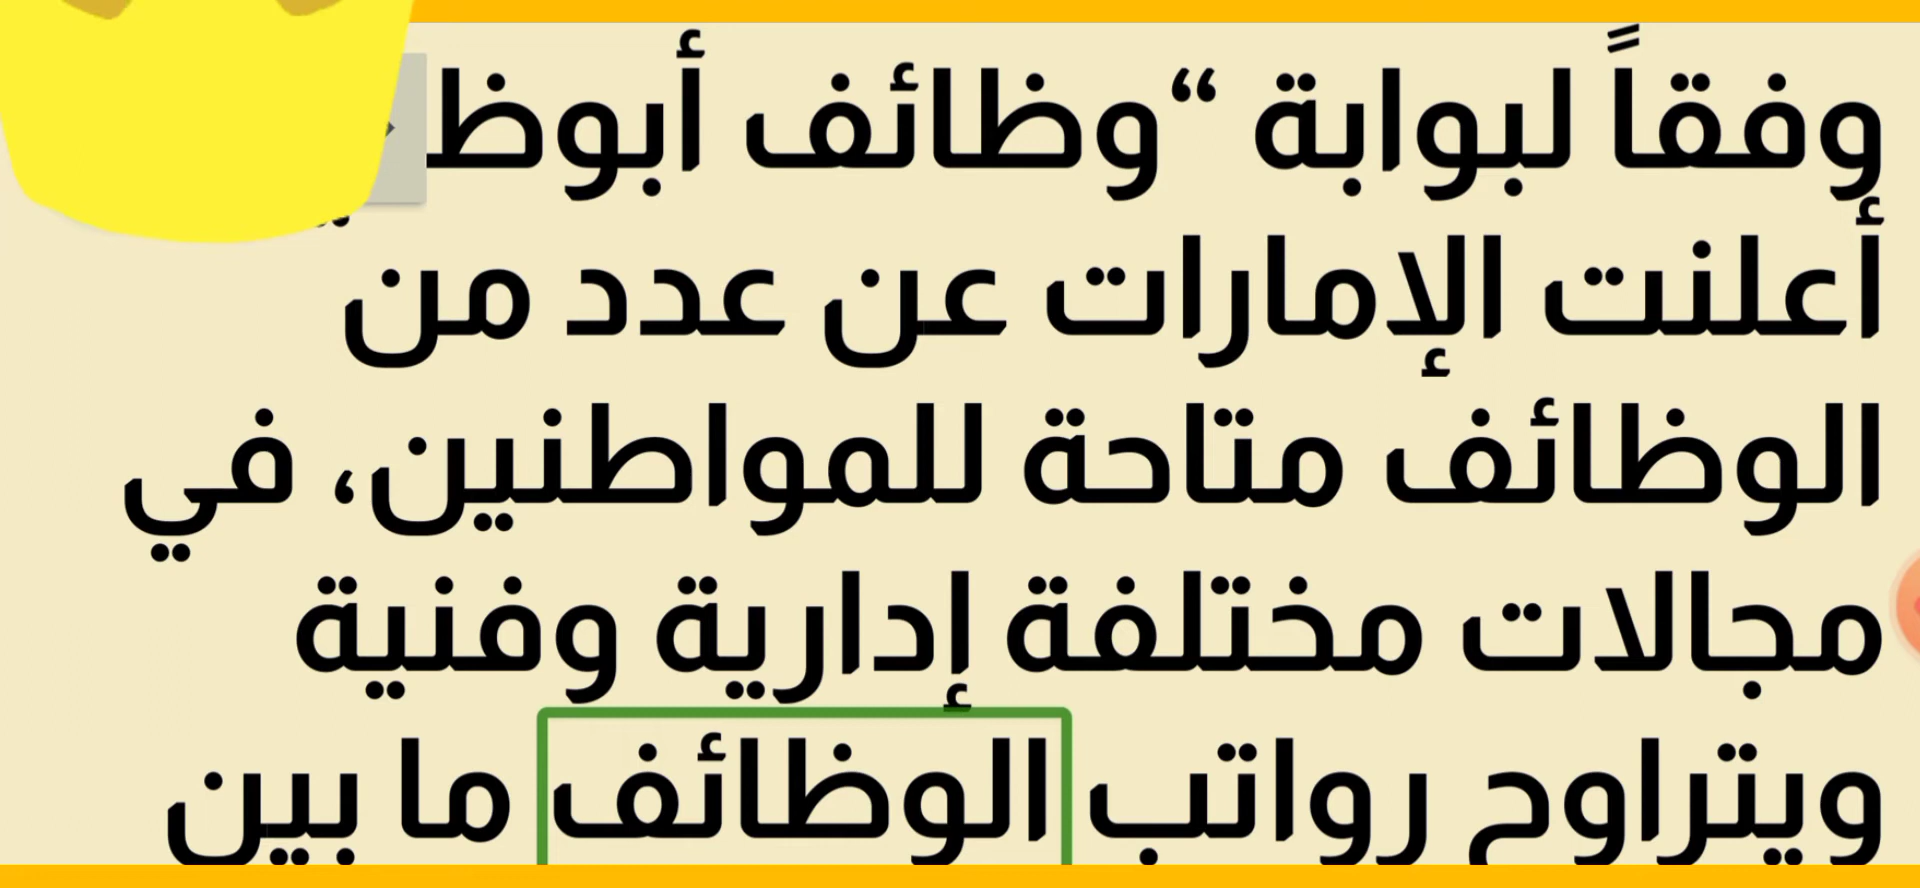 وفقاً لبوابة “وظائف
أعلنت الإمارات عن عدد من
الوظائف متاحة للمواطنين، في
مجالات مختلفة إدارية وفنية
ويتراوح رواتب الوظائف ما بين